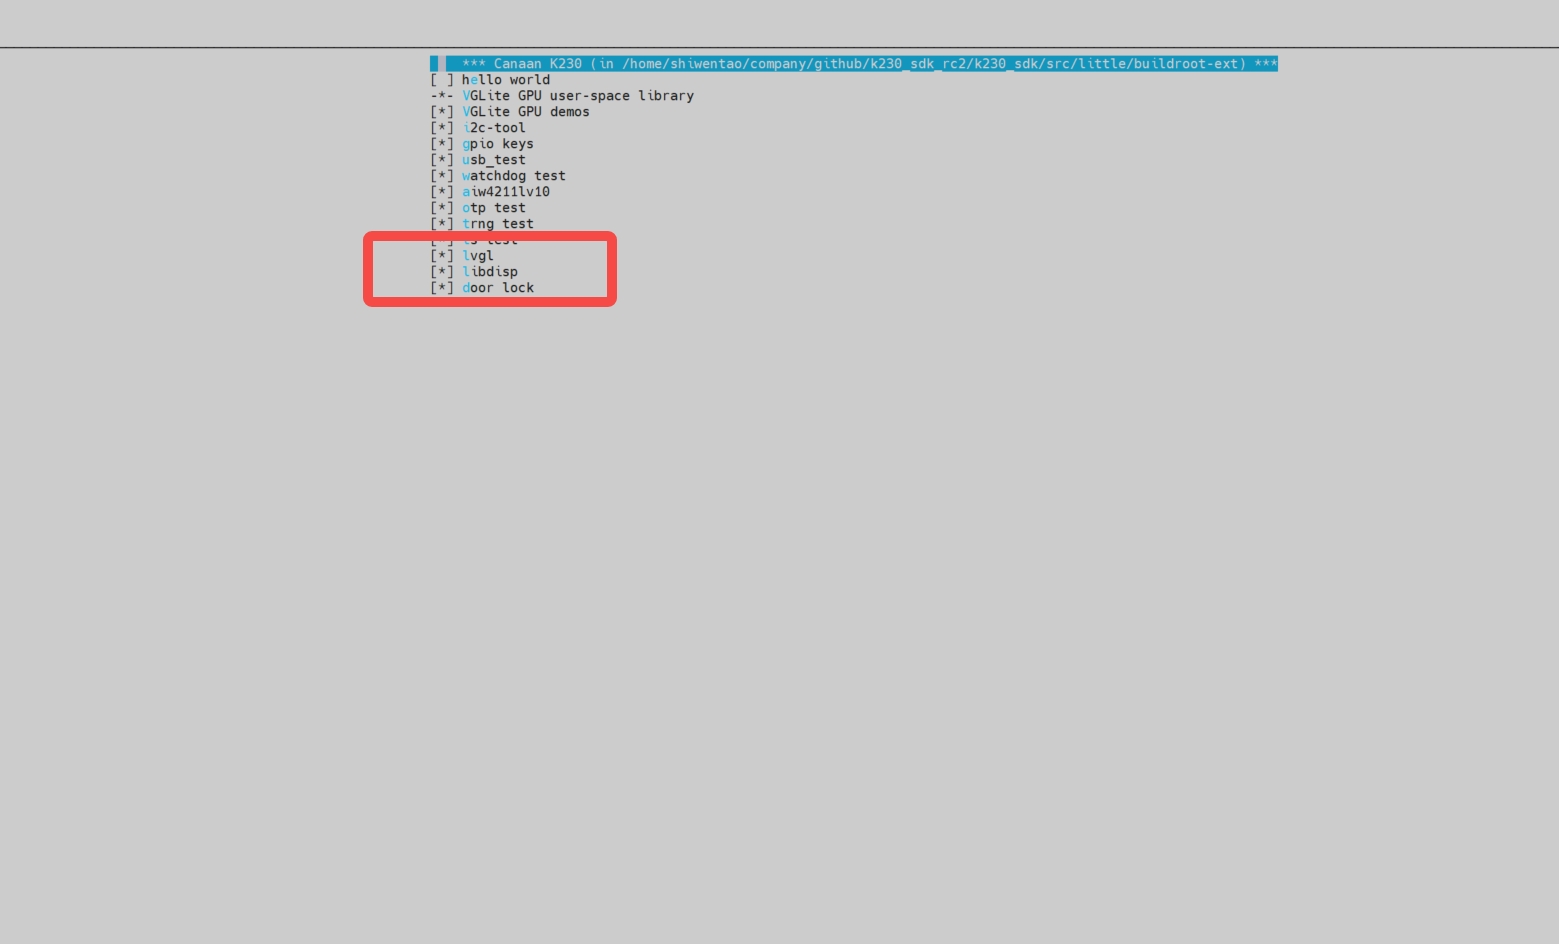 *** Canaan K230 (in /home/shiwentao/company/github/k230_sdk_rc2/k230_sdk/src/little/buildroot-ext) ***
[ ] hello world
-*- VGLite GPU user-space library
[*] VGLite GPU demos
[*] i2c-tool
[*] gpio keys
[*] usb_test
[*] watchdog test
[*] aiw4211lv10
[*] otp test
[*] trng test
[*] ts test
[*] lvgl
[*] libdisp
[*] door lock